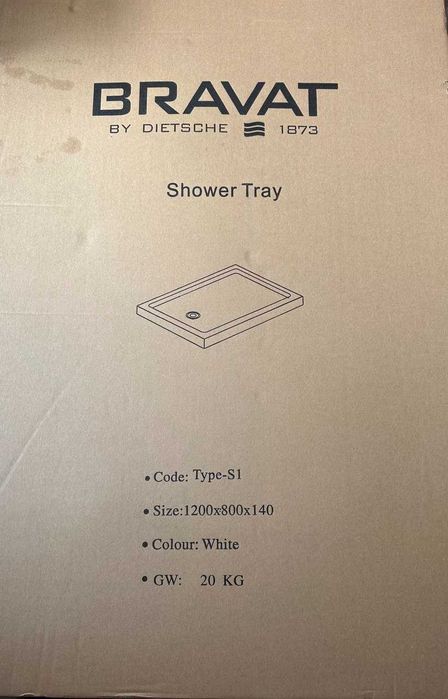 BRAVAT
BY DIETSCHE 1873
Shower Tray
• Code: Type-S1
• Size:1200x800x140
• Colour: White
• GW: 20 KG